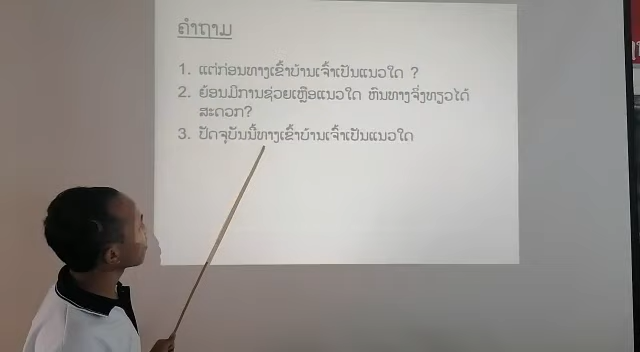 ຄຳຖາມ
1. ແຕ່ກ່ອນທາງເຂົ້າບ້ານເຈົ້າເປັນແນວໃດ ?
2. ຍ້ອນມີການຊ່ວຍເຫຼືອແນວໃດ ຫົນທາງຈຶ່ງທຽວໄດ້
ສະດວກ?
3. ປັດຈຸບັນນີ້ທາງເຂົ້າບ້ານເຈົ້າເປັນແນວໃດ